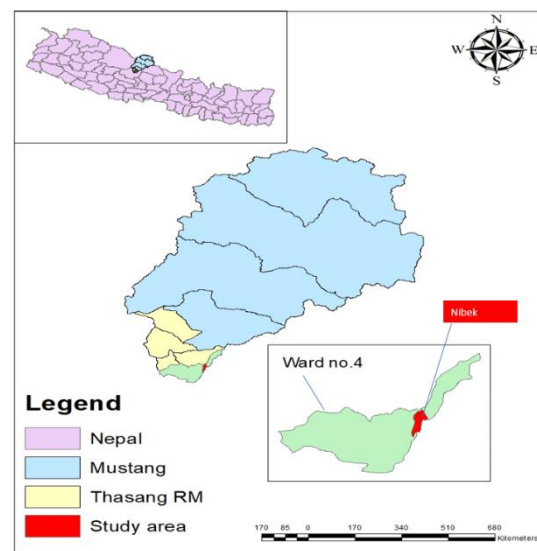 N
W E
S
Nibek
Ward no.4
Legend
Nepal
Mustang
Thasang RM
Study area
170 85 0 170 340 510 680
Kilometers